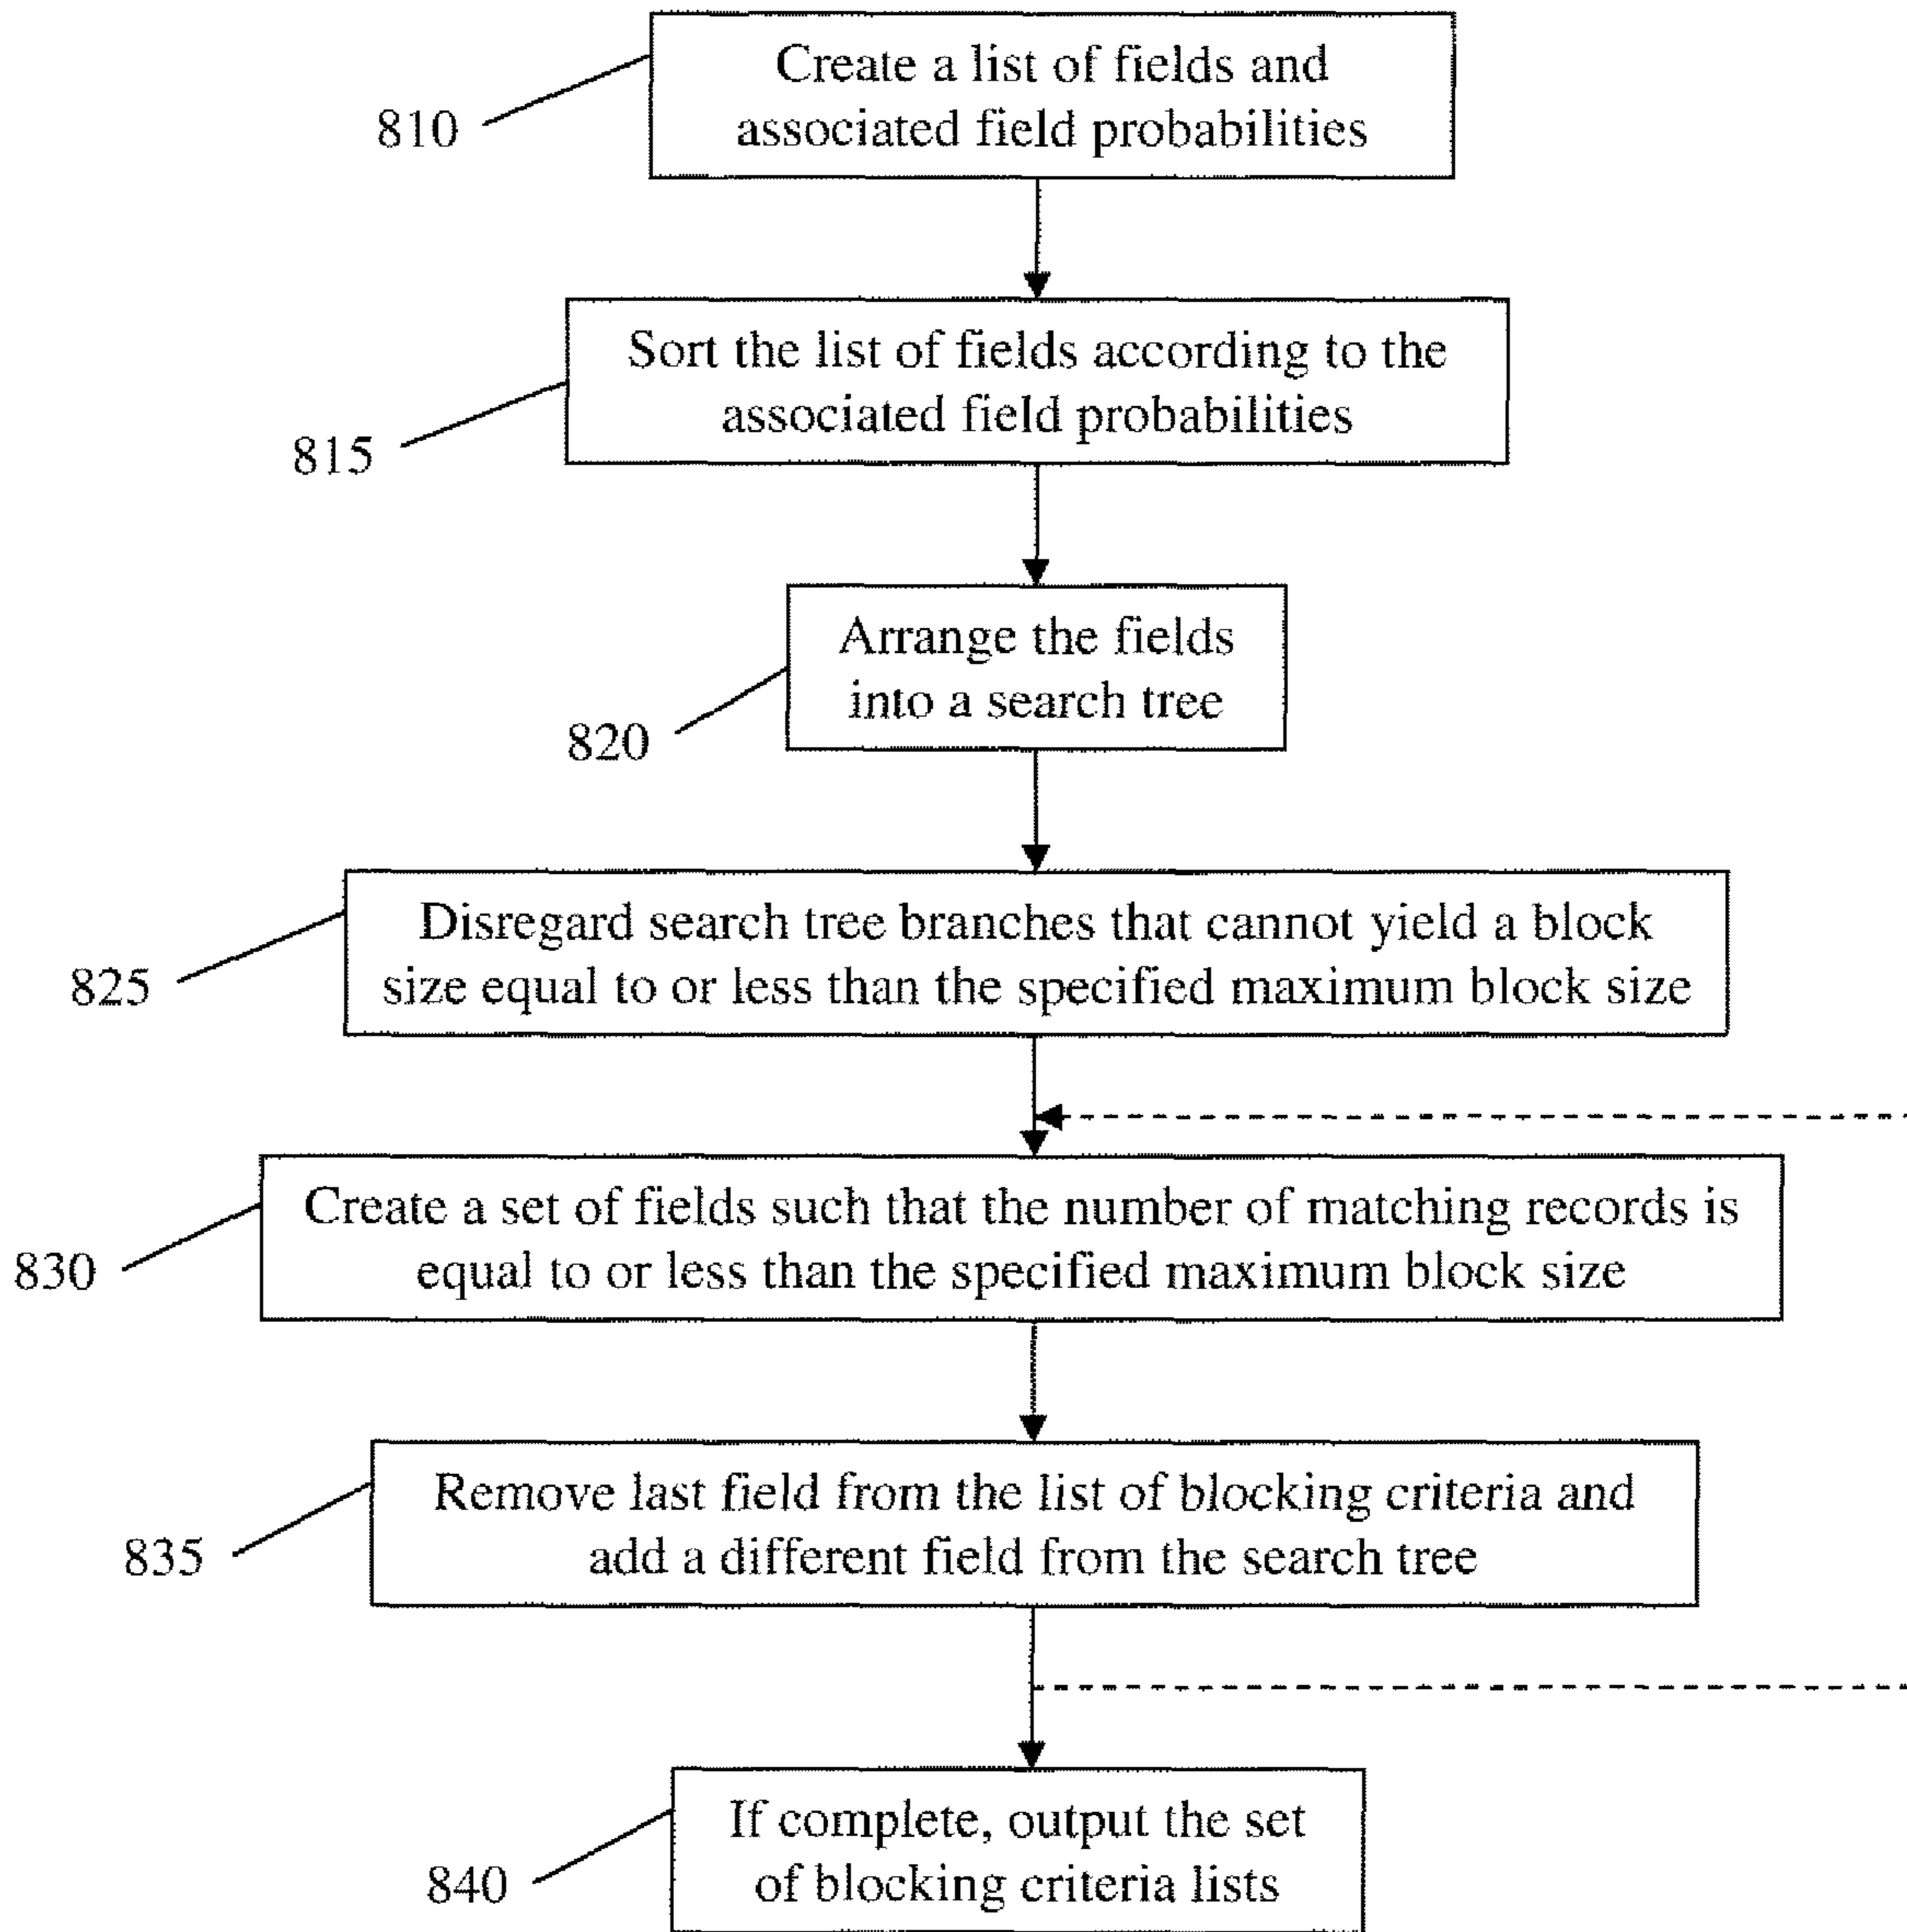 Create a list of fields and
associated field probabilities
810
Sort the list of fields according to the
associated field probabilities
815
Arrange the fields
into a search tree
820
Disregard search tree branches that cannot yield a block
size equal to or less than the specified maximum block size
825
Create a set of fields such that the number of matching records is
equal to or less than the specified maximum block size
830
Remove last field from the list of blocking criteria and
add a different field from the search tree
835
If complete, output the set
of blocking criteria lists
840